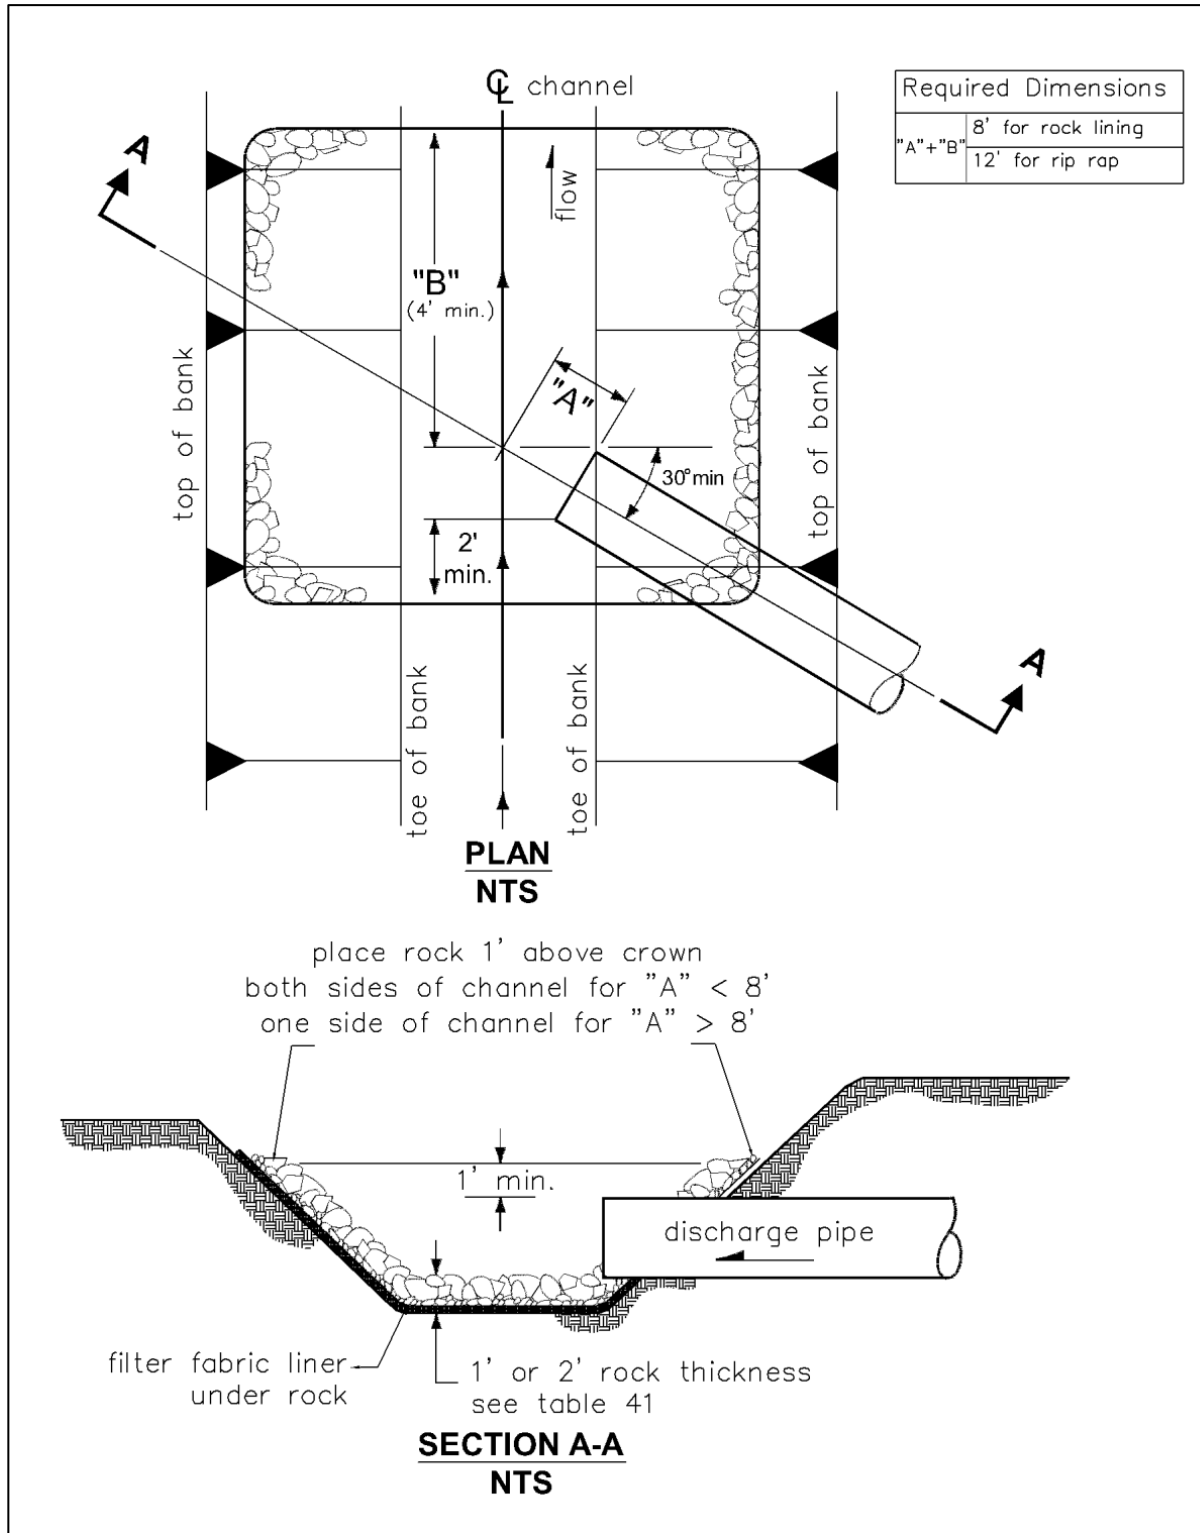 ℄ channel
Required Dimensions
"A"+"B"
8' for rock lining
12' for rip rap
A
flow
"B"
(4' min.)
"A"
top of bank
30°min
top of bank
2'
min.
A
toe of bank
toe of bank
PLAN
NTS
place rock 1' above crown
both sides of channel for "A" < 8'
one side of channel for "A" > 8'
1' min.
discharge pipe
filter fabric liner
under rock
1' or 2' rock thickness
see table 41
SECTION A-A
NTS